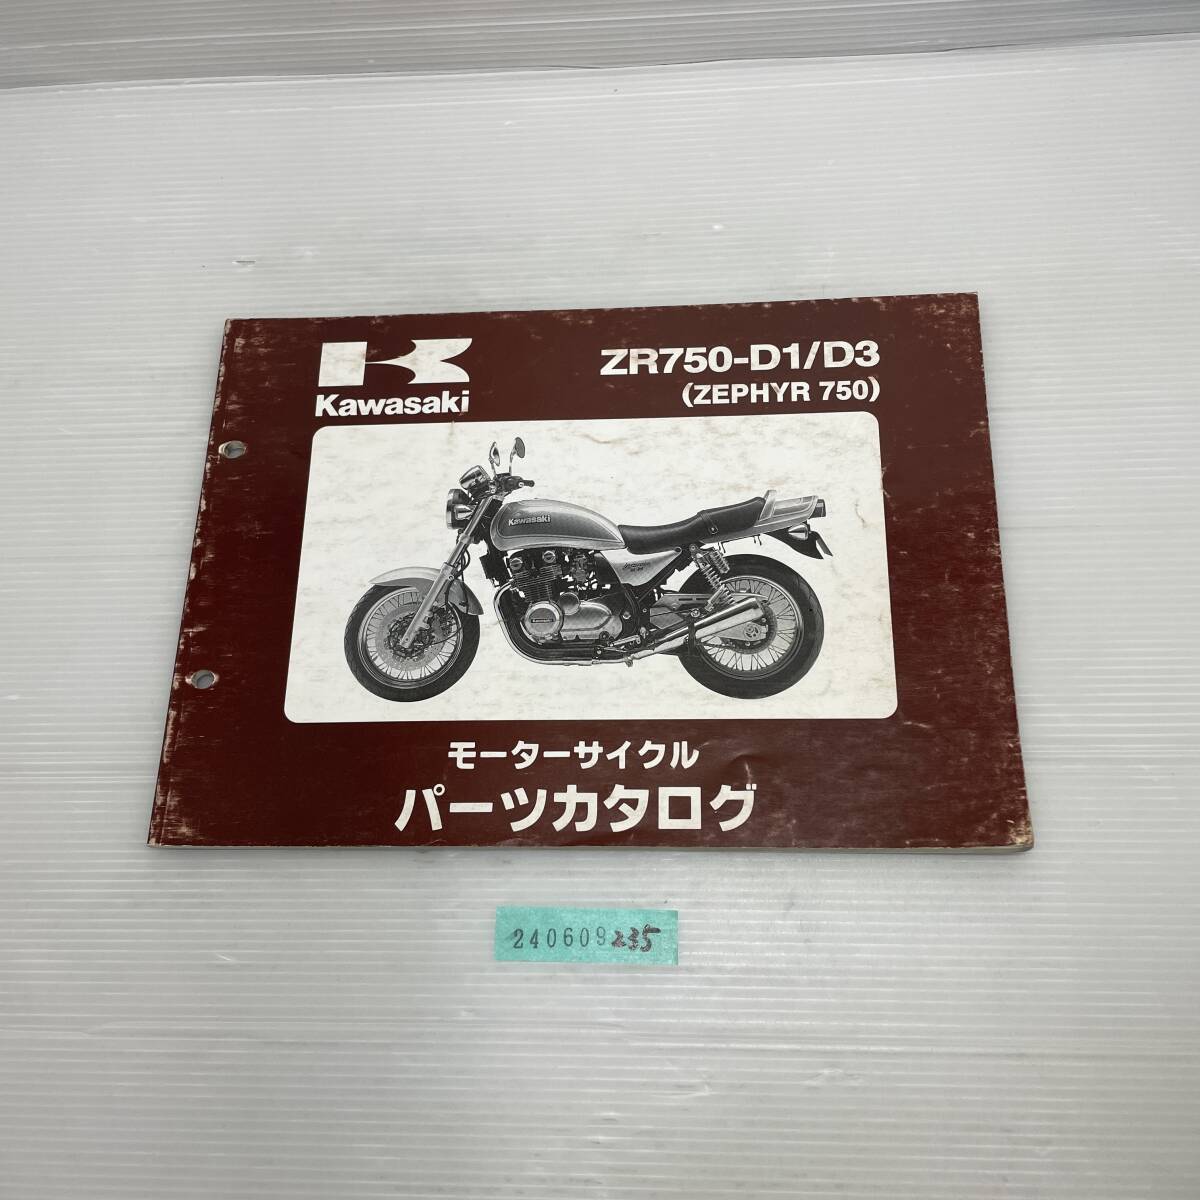 Kawasaki
ZR750-D1/D3
(ZEPHYR 750)
Kawasaki
モーターサイクル
パーツカタログ
240609235